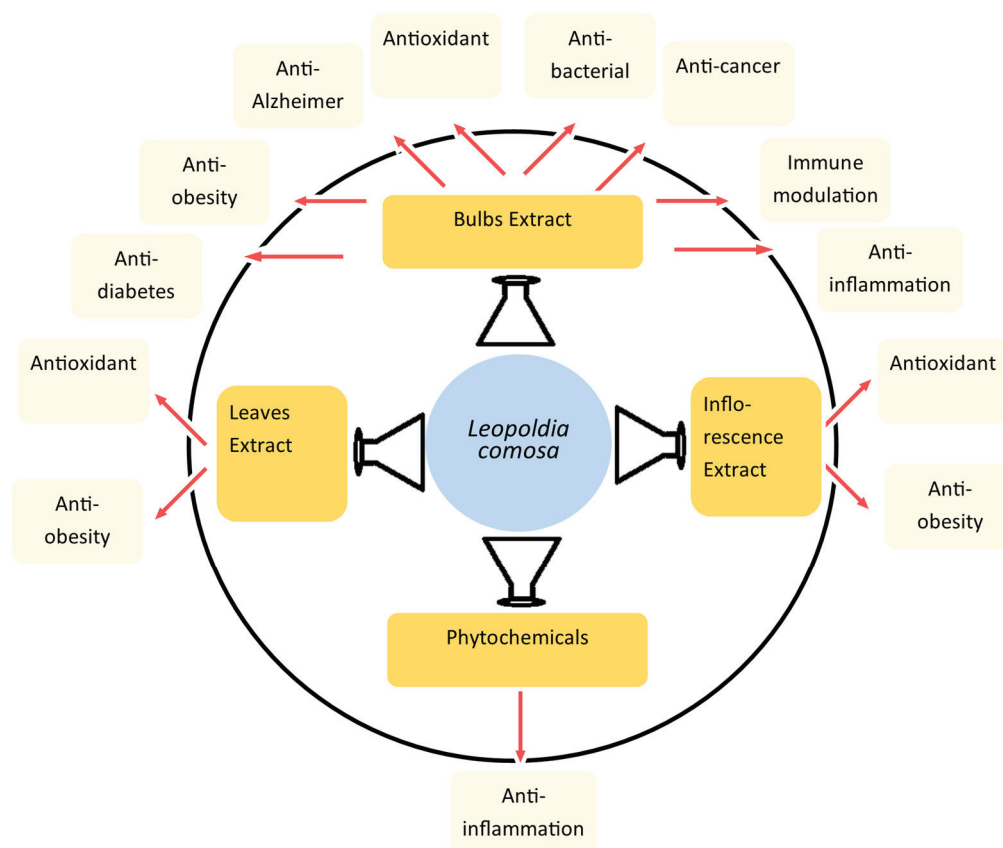 Antioxidant
Anti-
bacterial
Anti-
Alzheimer
Anti-cancer
Anti-
obesity
Immune
modulation
Bulbs Extract
Anti-
diabetes
Anti-
inflammation
Antioxidant
Antioxidant
Leaves
Extract
Leopoldia
comosa
Inflo-
rescence
Extract
Anti-
obesity
Anti-
obesity
Phytochemicals
Anti-
inflammation